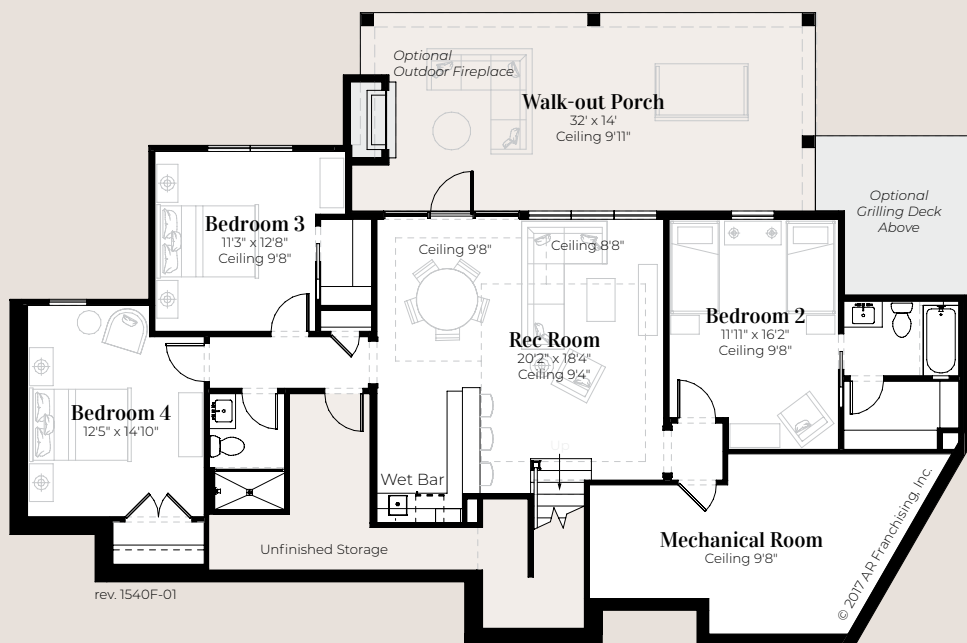 Optional
Outdoor Fireplace
Walk-out Porch
32' x 14'
Ceiling 9'11"
Optional
Grilling Deck
Above
Bedroom 3
11'3" x 12'8"
Ceiling 9'8"
Ceiling 9'8"
Ceiling 8'8"
Bedroom 2
11'11" x 16'2"
Ceiling 9'8"
Rec Room
20'2" x 18'4"
Ceiling 9'4"
Bedroom 4
12'5" x 14'10"
Up
Wet Bar
Unfinished Storage
Mechanical Room
Ceiling 9'8"
© 2017 AR Franchising, Inc.
rev. 1540F-01